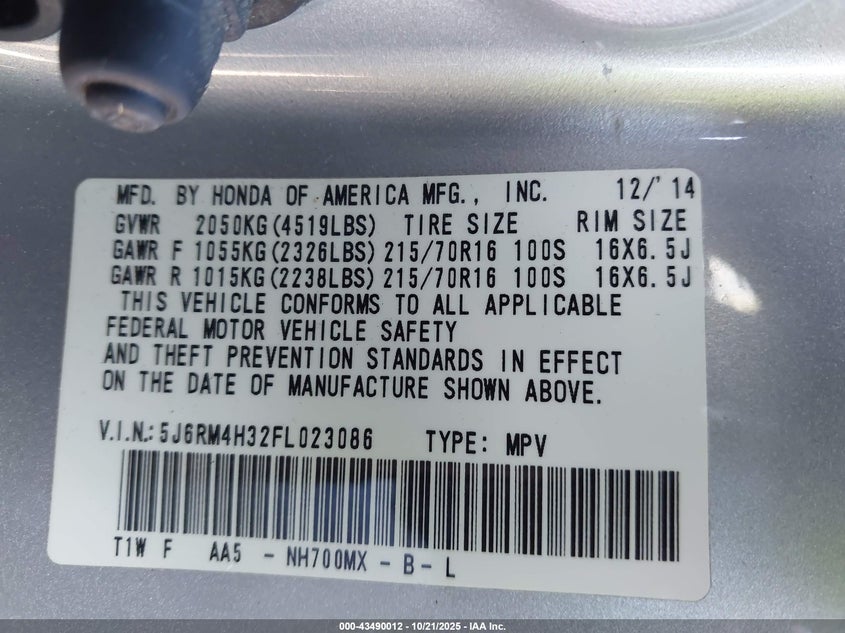 MFD. BY HONDA OF AMERICA MFG., INC. 12/'14
GVWR 2050KG(4519LBS) TIRE SIZE RIM SIZE
GAWR F 1055KG(2326LBS) 215/70R16 100S 16X6.5J
GAWR R 1015KG(2238LBS) 215/70R16 100S 16X6.5J
THIS VEHICLE CONFORMS TO ALL APPLICABLE
FEDERAL MOTOR VEHICLE SAFETY
AND THEFT PREVENTION STANDARDS IN EFFECT
ON THE DATE OF MANUFACTURE SHOWN ABOVE.
V.I.N.: 5J6RM4H32FL023086 TYPE: MPV
T1W F AA5 - NH700MX - B - L
000-43490012 - 10/21/2025 - IAA Inc.